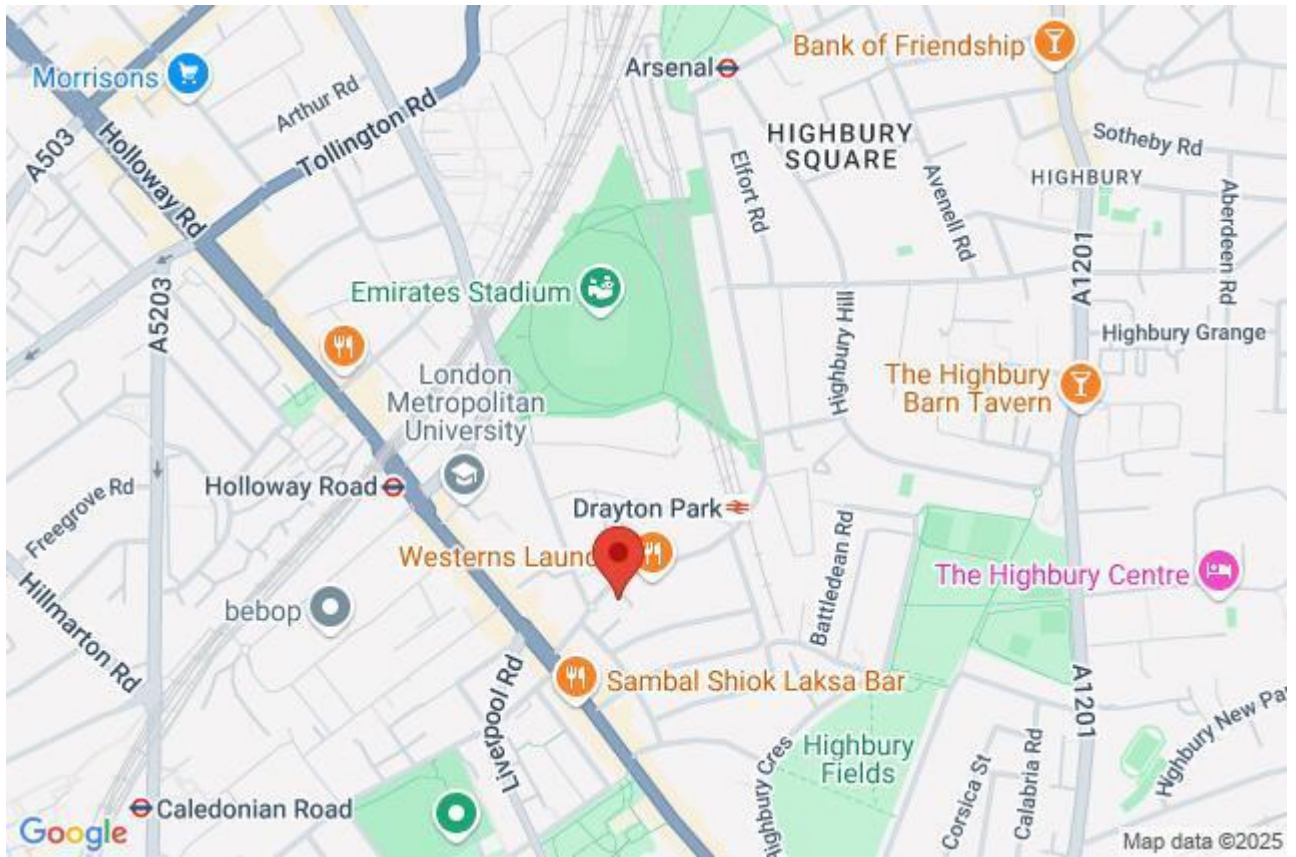 Bank of Friendship
Morrisons
Arsenal
Arthur Rd
Tollington Rd
A503
Holloway Rd
HIGHBURY
SQUARE
Sotheby Rd
HIGHBURY
Elfort Rd
Avenell Rd
Aberdeen Rd
A1201
A5203
Emirates Stadium
Highbury Hill
Highbury Grange
London
Metropolitan
University
The Highbury
Barn Tavern
Holloway Road
Freegrove Rd
Drayton Park
Battledean Rd
Westerns Laun
The Highbury Centre
Hillmarton Rd
bebop
Liverpool Rd
Sambal Shiok Laksa Bar
A1201
Highbury New Pa
Highbury Cres
Highbury
Fields
Corsica St
Calabria Rd
Caledonian Road
Google
Map data ©2025